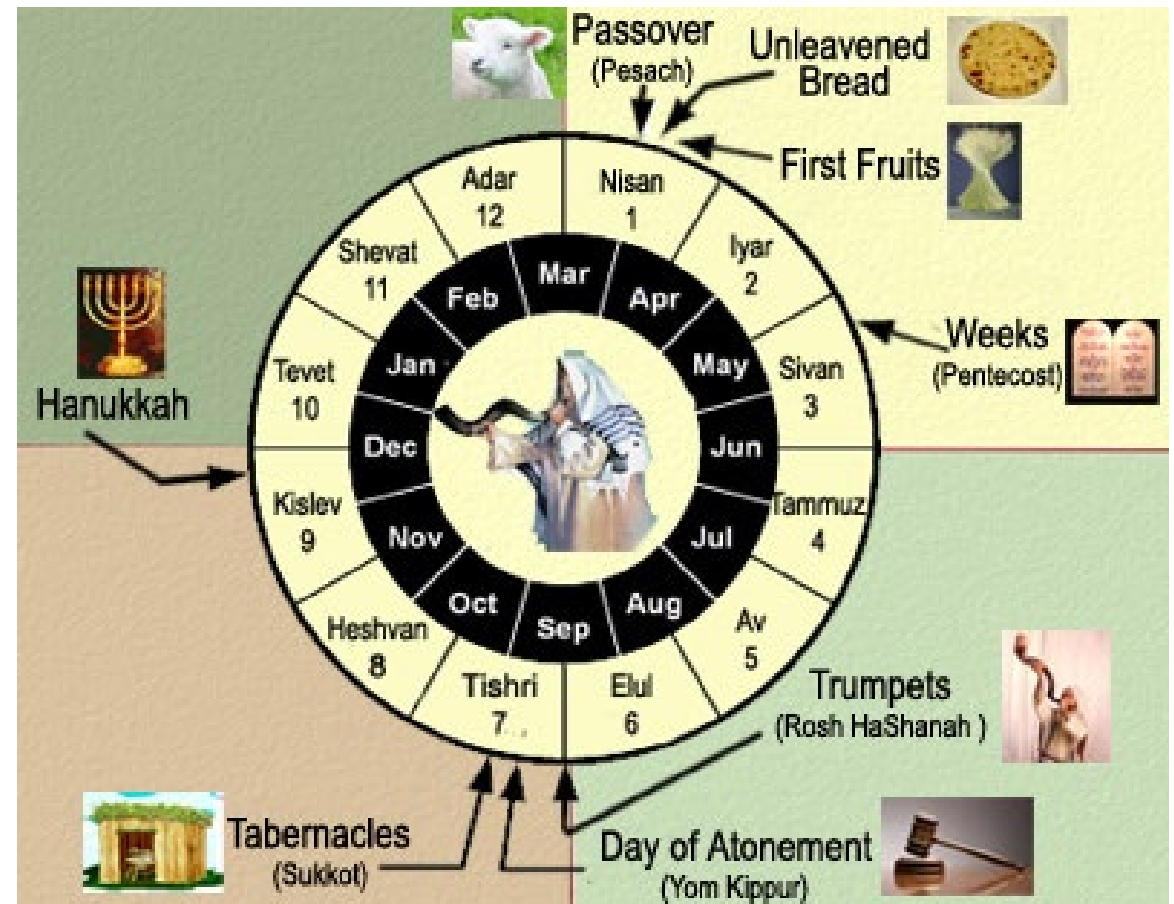 Passover
(Pesach)
Unleavened
Bread
First Fruits
Weeks
(Pentecost)
Trumpets
(Rosh HaShanah )
Day of Atonement
(Yom Kippur)
Tabernacles
(Sukkot)
Hanukkah
Nisan
1
Iyar
2
Sivan
3
Tammuz
4
Av
5
Elul
6
Tishri
7
Heshvan
8
Kislev
9
Tevet
10
Shevat
11
Adar
12
Mar
Apr
May
Jun
Jul
Aug
Sep
Oct
Nov
Dec
Jan
Feb